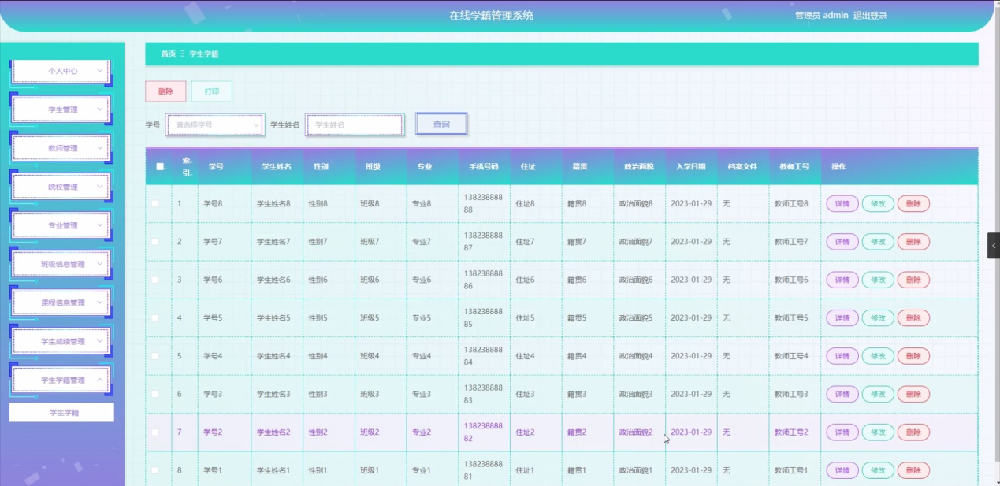 在线学籍管理系统
管理员 admin 退出登录
个人中心
学生管理
教师管理
院校管理
专业管理
班级信息管理
课程信息管理
学生成绩管理
学生学籍管理
学生学籍
首页 Ξ 学生学籍
删除 打印
学号 请选择学号 学生姓名 学生姓名 查询
索引. 学号 学生姓名 性别 班级 专业 手机号码 住址 籍贯 政治面貌 入学日期 档案文件 教师工号 操作
1 学号8 学生姓名8 性别8 班级8 专业8 13823888888 住址8 籍贯8 政治面貌8 2023-01-29 无 教师工号8 详情 修改 删除
2 学号7 学生姓名7 性别7 班级7 专业7 13823888887 住址7 籍贯7 政治面貌7 2023-01-29 无 教师工号7 详情 修改 删除
3 学号6 学生姓名6 性别6 班级6 专业6 13823888886 住址6 籍贯6 政治面貌6 2023-01-29 无 教师工号6 详情 修改 删除
4 学号5 学生姓名5 性别5 班级5 专业5 13823888885 住址5 籍贯5 政治面貌5 2023-01-29 无 教师工号5 详情 修改 删除
5 学号4 学生姓名4 性别4 班级4 专业4 13823888884 住址4 籍贯4 政治面貌4 2023-01-29 无 教师工号4 详情 修改 删除
6 学号3 学生姓名3 性别3 班级3 专业3 13823888883 住址3 籍贯3 政治面貌3 2023-01-29 无 教师工号3 详情 修改 删除
7 学号2 学生姓名2 性别2 班级2 专业2 13823888882 住址2 籍贯2 政治面貌2 2023-01-29 无 教师工号2 详情 修改 删除
8 学号1 学生姓名1 性别1 班级1 专业1 13823888881 住址1 籍贯1 政治面貌1 2023-01-29 无 教师工号1 详情 修改 删除